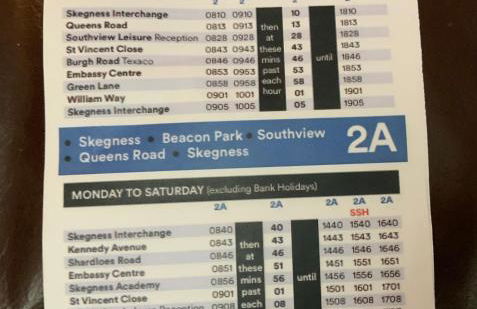 2 2 2 2
Skegness Interchange 0810 0910 10 1810
Queens Road 0813 0913 then 13 1813
Southview Leisure Reception 0828 0928 at 28 1828
St Vincent Close 0843 0943 these 43 1843
Burgh Road Texaco 0846 0946 mins 46 until 1846
Embassy Centre 0853 0953 past 53 1853
Green Lane 0858 0958 each 58 1858
William Way 0901 1001 hour 01 1901
Skegness Interchange 0905 1005 05 1905
• Skegness • Beacon Park • Southview 2A
• Queens Road • Skegness
MONDAY TO SATURDAY (excluding Bank Holidays)
2A 2A 2A 2A 2A
SSH
Skegness Interchange 0840 40 1440 1540 1640
Kennedy Avenue 0843 then 43 1443 1543 1643
Shardloes Road 0846 at 46 1446 1546 1646
Embassy Centre 0851 these 51 1451 1551 1651
Skegness Academy 0856 mins 56 until 1456 1556 1656
St Vincent Close 0901 past 01 1501 1601 1701
Reception 0908 each 08 1508 1608 1708